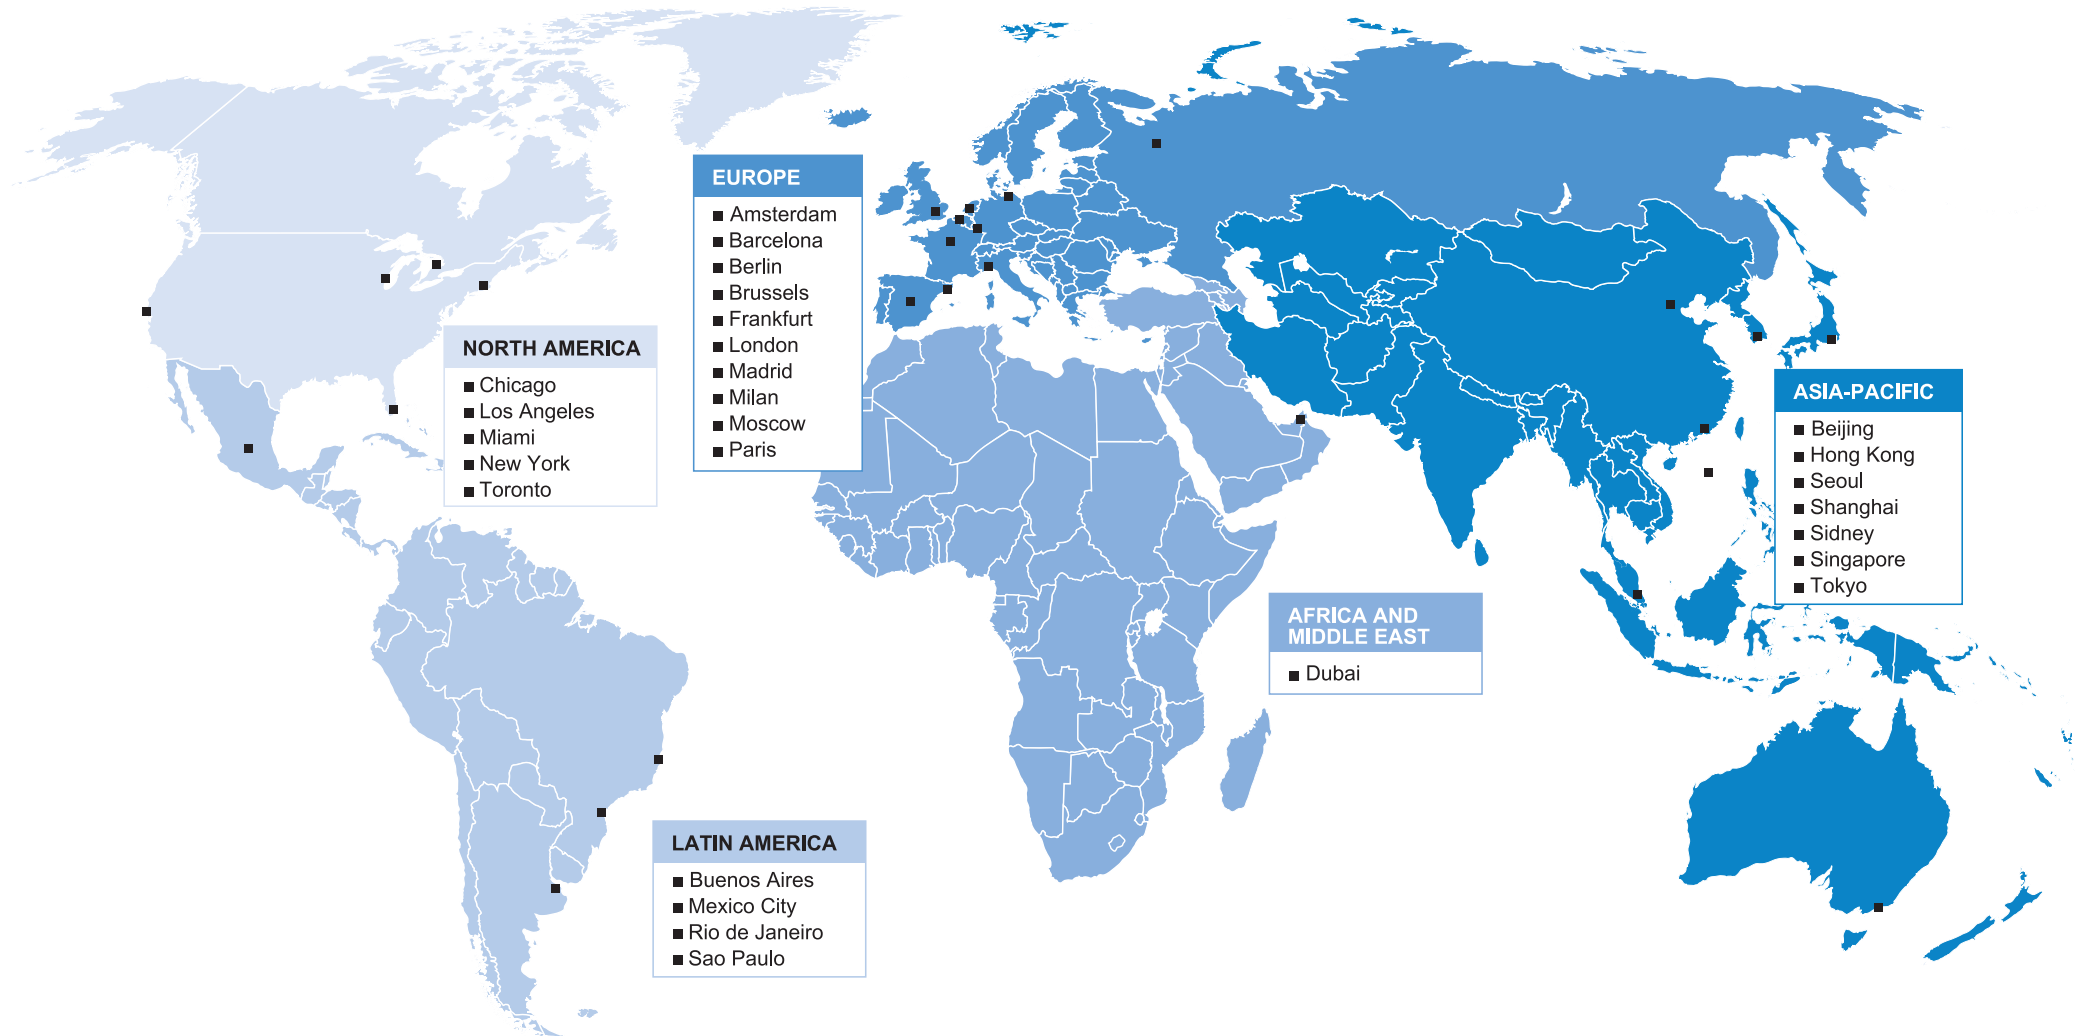 EUROPE
Amsterdam
Barcelona
Berlin
Brussels
Frankfurt
London
Madrid
Milan
Moscow
Paris
NORTH AMERICA
Chicago
Los Angeles
Miami
New York
Toronto
ASIA-PACIFIC
Beijing
Hong Kong
Seoul
Shanghai
Sidney
Singapore
Tokyo
AFRICA AND
MIDDLE EAST
Dubai
LATIN AMERICA
Buenos Aires
Mexico City
Rio de Janeiro
Sao Paulo